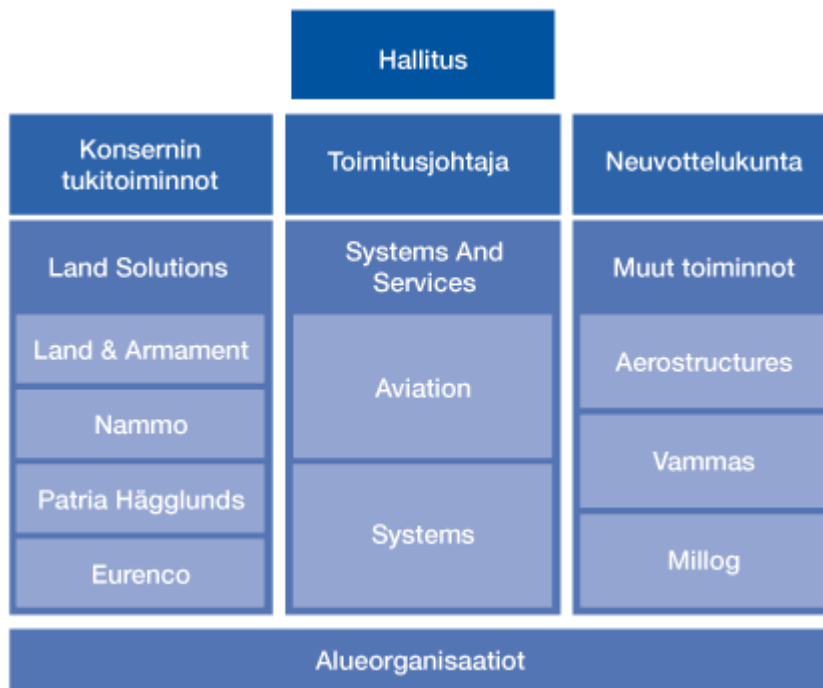 Hallitus
Konsernin
tukitoiminnot
Toimitusjohtaja
Neuvottelukunta
Land Solutions
Land & Armament
Nammo
Patria Hägglunds
Eurenco
Systems And
Services
Aviation
Systems
Muut toiminnot
Aerostructures
Vammas
Millog
Alueorganisaatiot